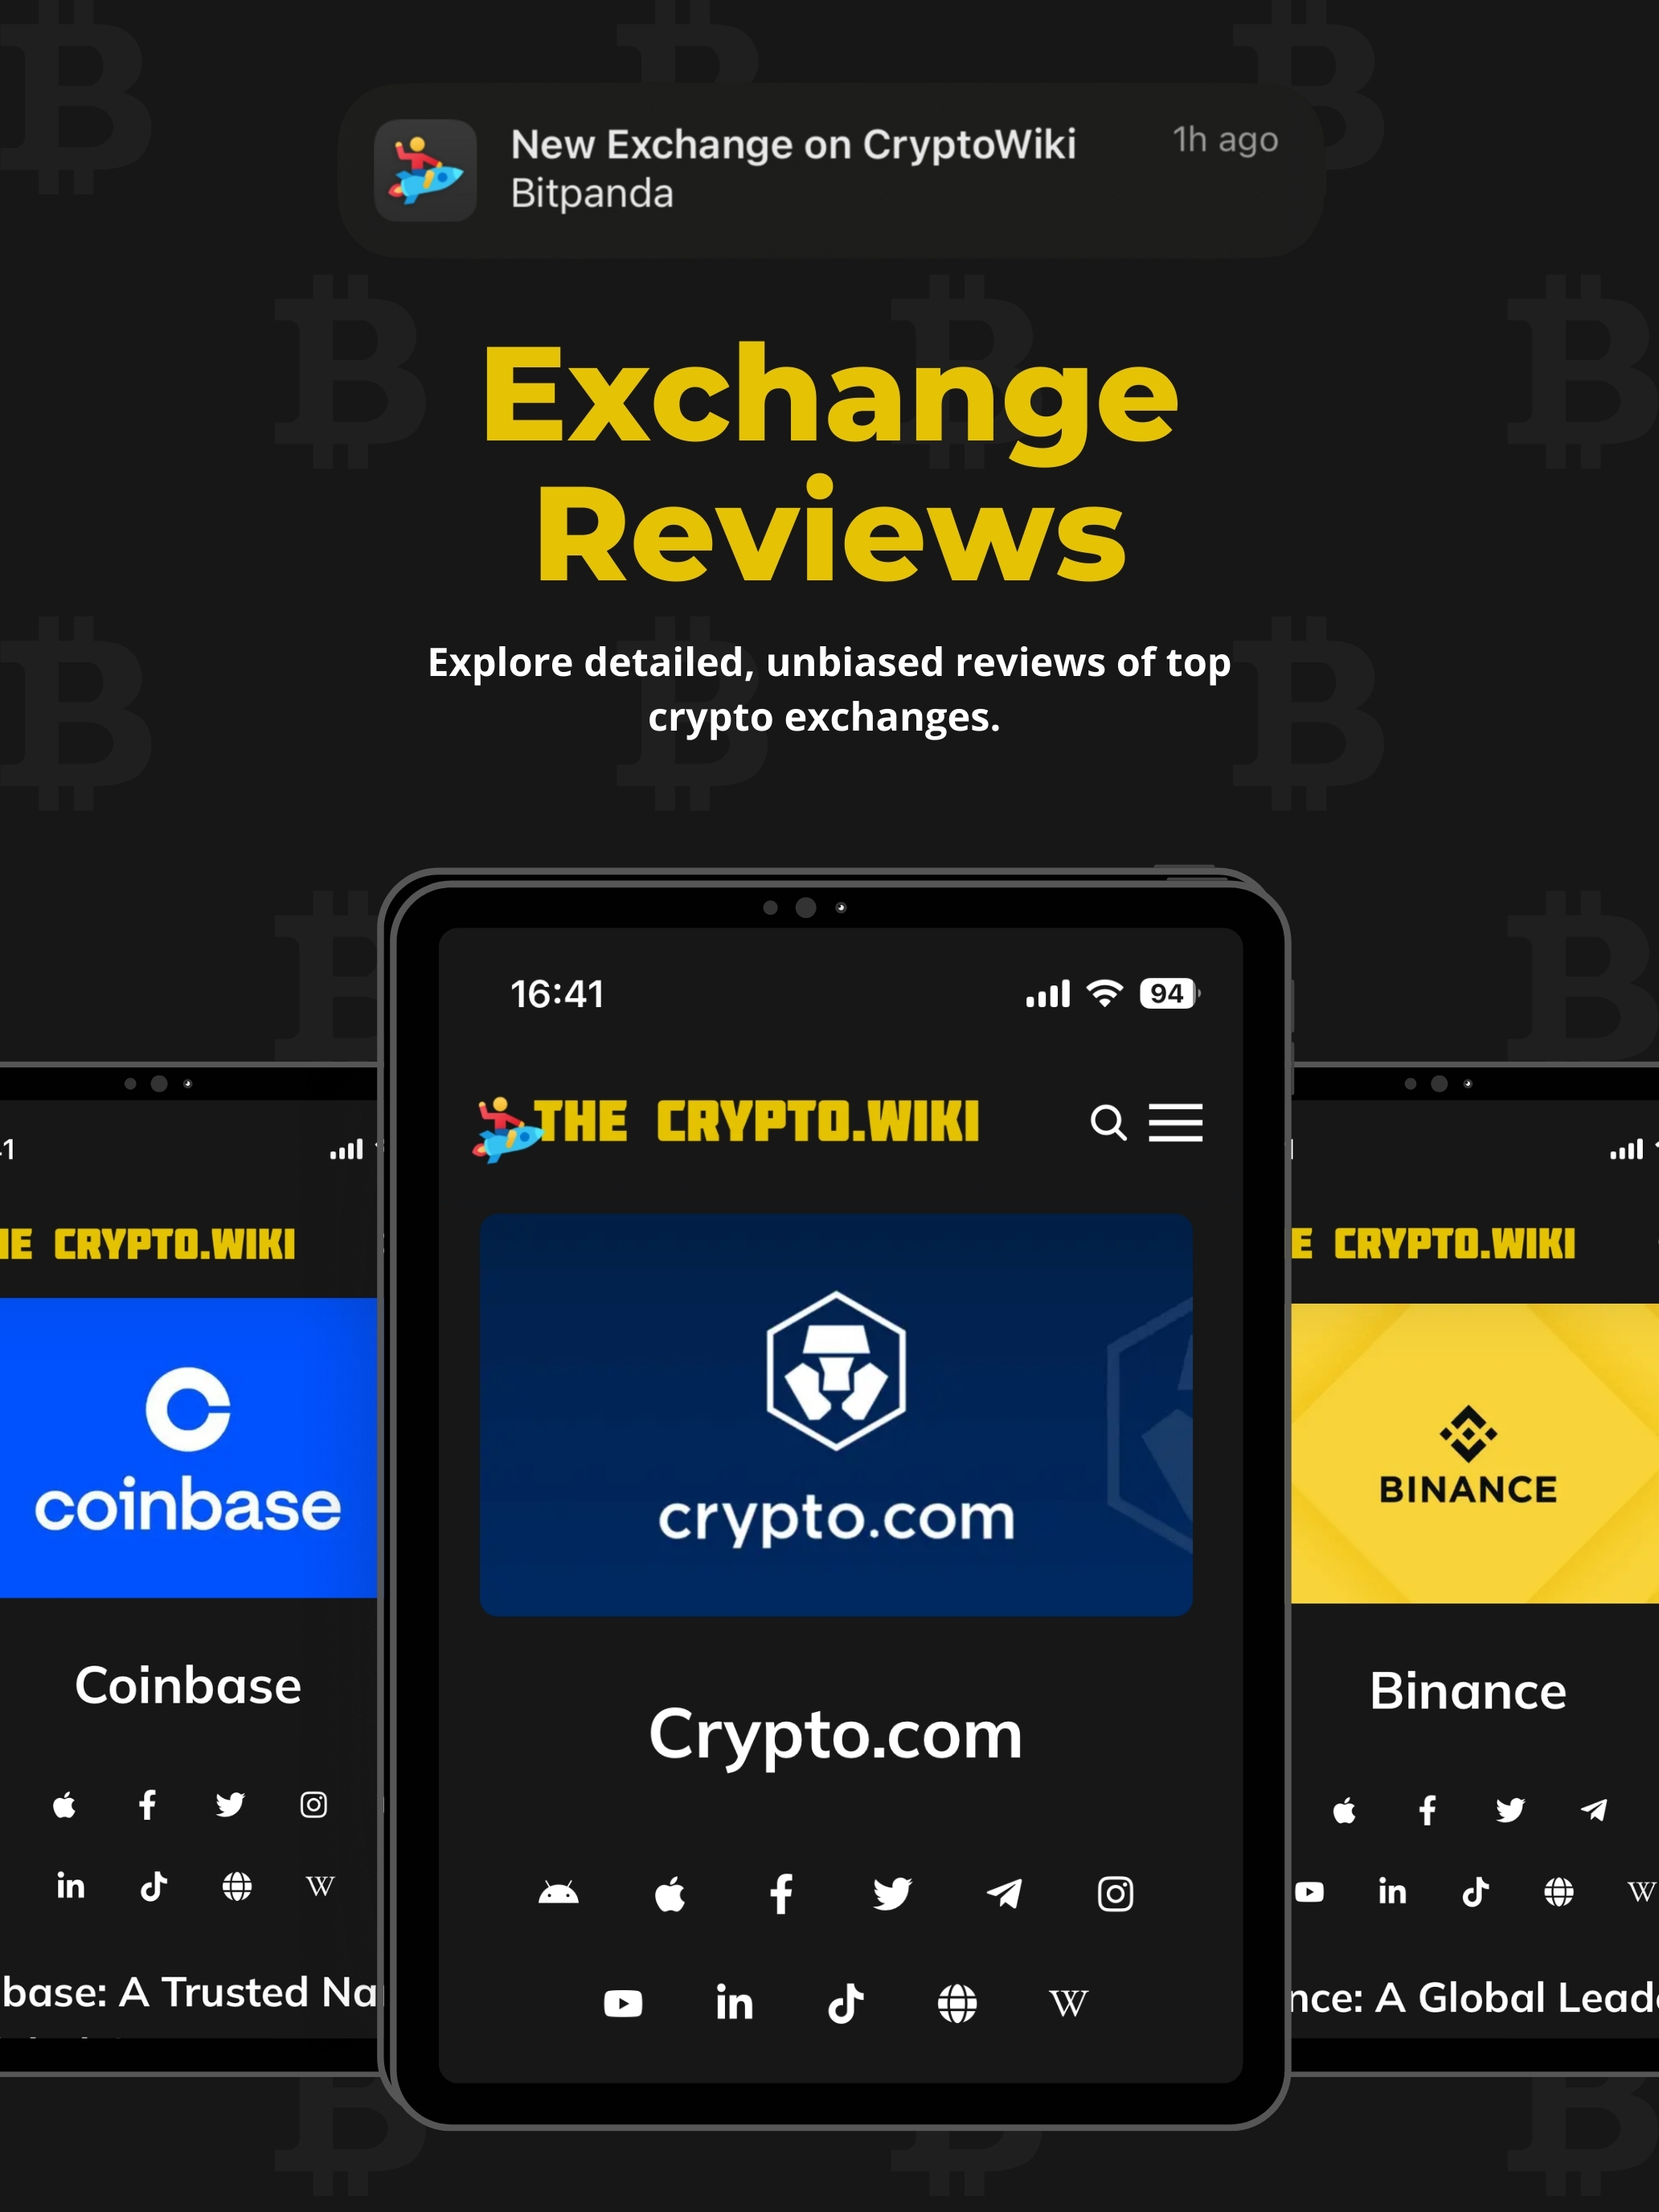 New Exchange on CryptoWiki
1h ago
Bitpanda
Exchange
Reviews
Explore detailed, unbiased reviews of top
crypto exchanges.
16:41
94
THE CRYPTO.WIKI
crypto.com
Crypto.com
CRYPTO.WIKI
coinbase
Coinbase
base: A Trusted
CRYPTO.WIKI
BINANCE
Binance
nce: A Global